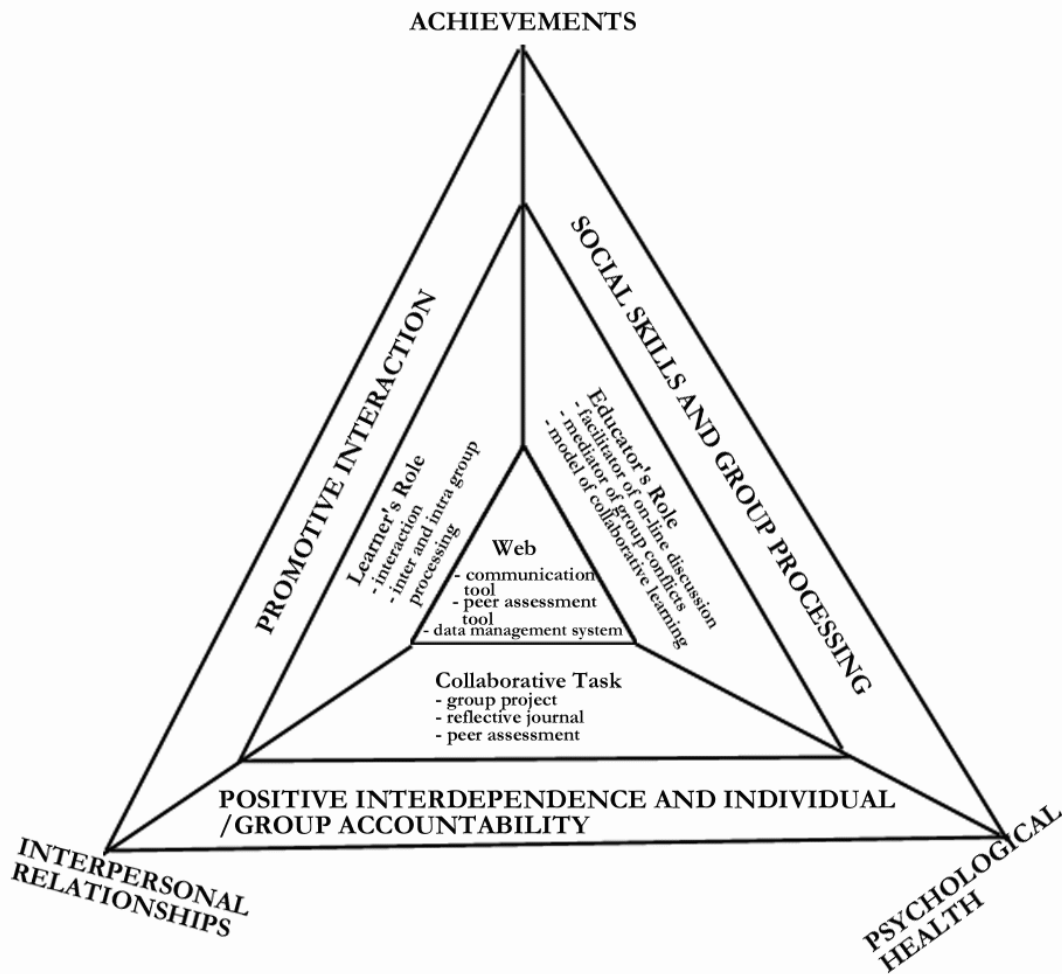 ACHIEVEMENTS
PROMOTIVE INTERACTION
SOCIAL SKILLS AND GROUP PROCESSING
Learner's Role
- interaction
- inter and intra group
processing
Educator's Role
- facilitator of on-line discussion
- mediator of group conflicts
- model of collaborative learning
Web
- communication
tool
- peer assessment
tool
- data management system
Collaborative Task
- group project
- reflective journal
- peer assessment
POSITIVE INTERDEPENDENCE AND INDIVIDUAL
/GROUP ACCOUNTABILITY
INTERPERSONAL
RELATIONSHIPS
PSYCHOLOGICAL
HEALTH